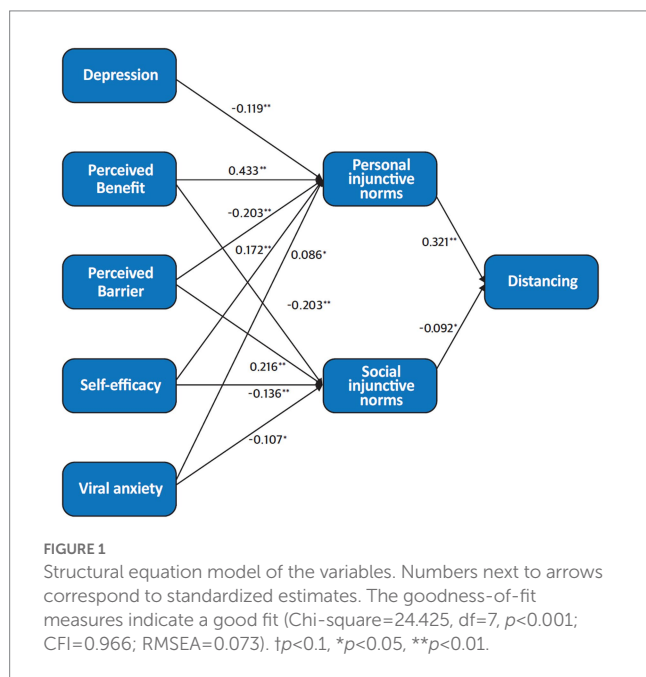 Depression
-0.119**
Perceived
Benefit
0.433**
Personal
injunctive
norms
-0.203**
0.172**
0.086*
0.321**
Perceived
Barrier
Distancing
-0.203**
-0.092*
Self-efficacy
0.216**
-0.136**
Social
injunctive
norms
-0.107*
Viral anxiety
FIGURE 1
Structural equation model of the variables. Numbers next to arrows
correspond to standardized estimates. The goodness-of-fit
measures indicate a good fit (Chi-square=24.425, df=7, p<0.001;
CFI=0.966; RMSEA=0.073). †p<0.1, *p<0.05, **p<0.01.